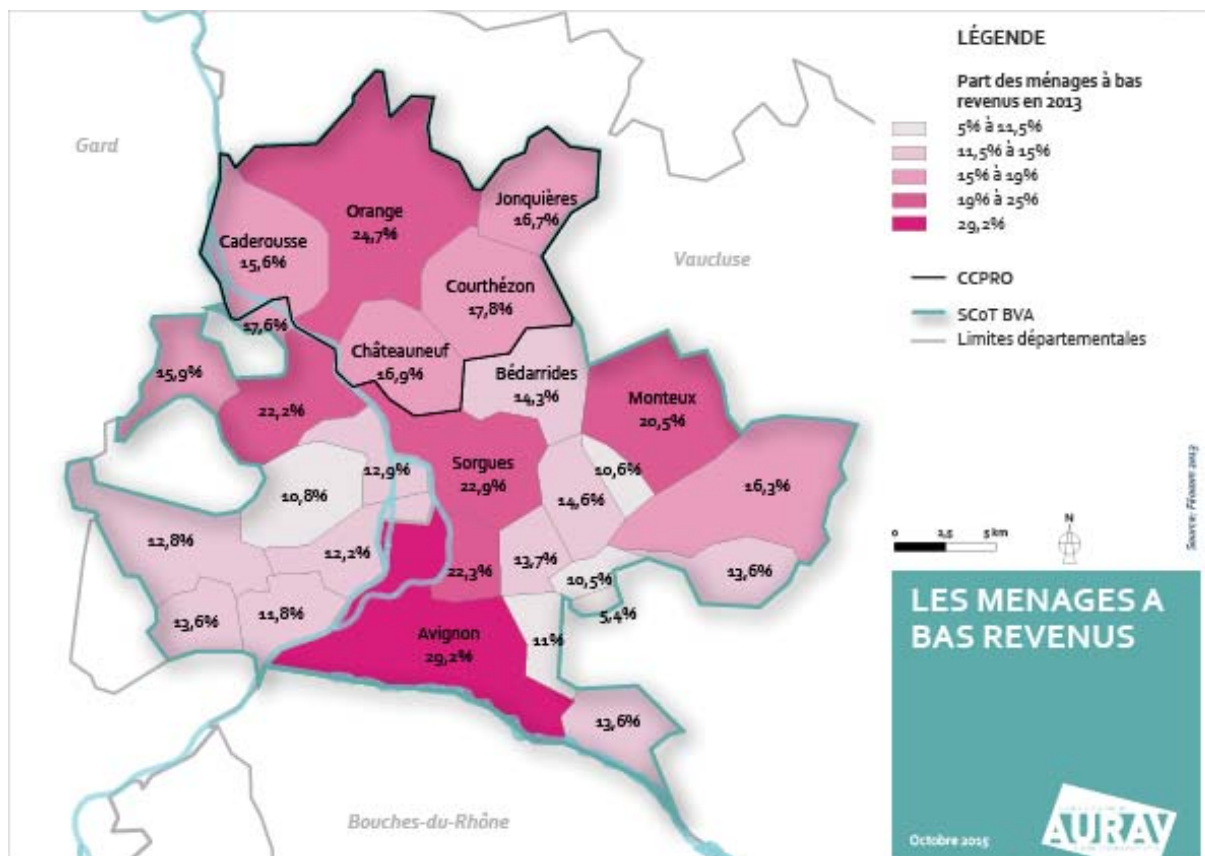 LÉGENDE
Part des ménages à bas
revenus en 2013
5% à 11,5%
11,5% à 15%
15% à 19%
19% à 25%
29,2%
CCPRO
SCoT BVA
Limites départementales
Gard
Vaucluse
Bouches-du-Rhône
Orange
24,7%
Jonquières
16,7%
Caderousse
15,6%
Courthézon
17,8%
17,6%
Châteauneuf
16,9%
15,9%
Bédarrides
14,3%
22,2%
Monteux
20,5%
12,9%
Sorgues
22,9%
10,6%
10,8%
14,6%
16,3%
12,8%
12,2%
22,3%
13,7%
10,5%
13,6%
13,6%
11,8%
5,4%
Avignon
29,2%
11%
13,6%
0 2,5 5 km
N
Source: Filocom 2013
LES MENAGES A
BAS REVENUS
Octobre 2015
AURAV